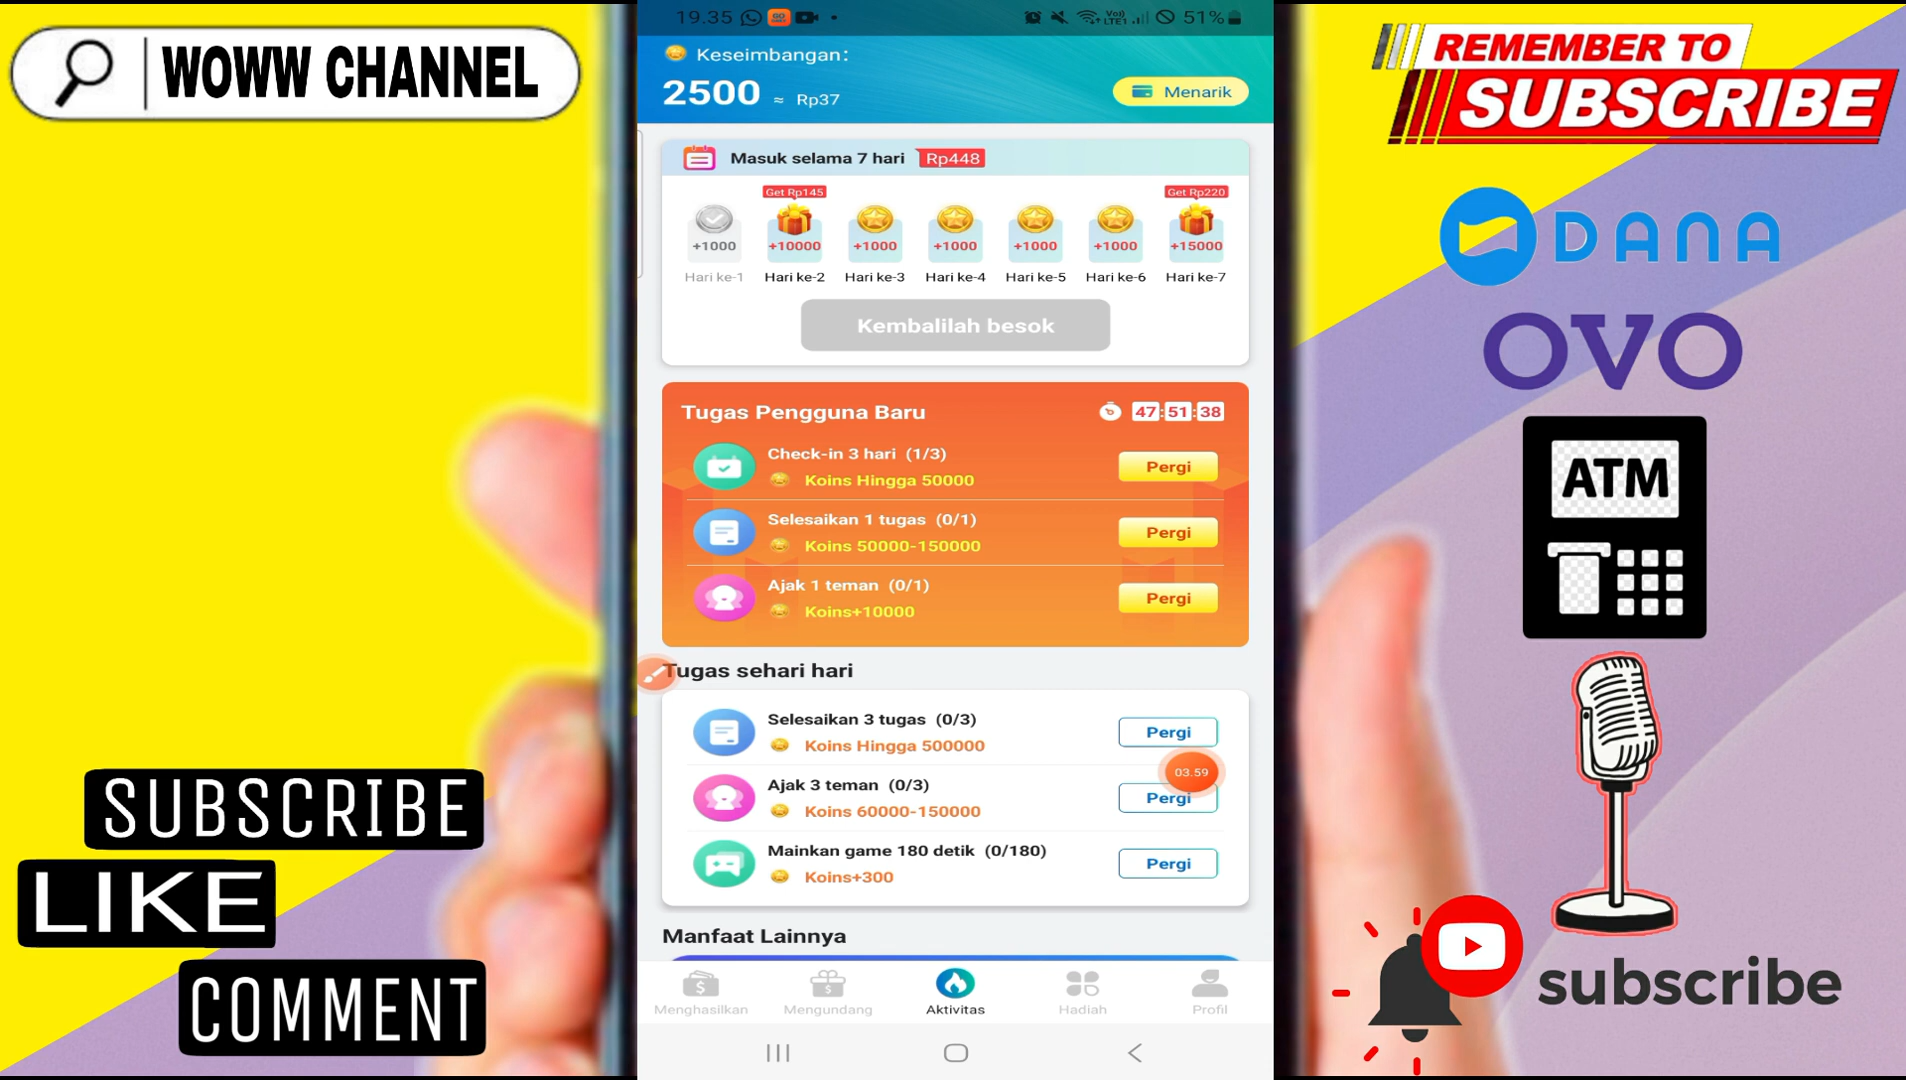 WOWW CHANNEL
SUBSCRIBE
LIKE
COMMENT
19.35
51%
Keseimbangan:
2500 ≈ Rp37
Menarik
Masuk selama 7 hari Rp448
Get Rp145
Get Rp220
+1000 +10000 +1000 +1000 +1000 +1000 +15000
Hari ke-1 Hari ke-2 Hari ke-3 Hari ke-4 Hari ke-5 Hari ke-6 Hari ke-7
Kembalilah besok
Tugas Pengguna Baru 47:51:38
Check-in 3 hari (1/3)
Koins Hingga 50000
Pergi
Selesaikan 1 tugas (0/1)
Koins 50000-150000
Pergi
Ajak 1 teman (0/1)
Koins+10000
Pergi
Tugas sehari hari
Selesaikan 3 tugas (0/3)
Koins Hingga 500000
Pergi
03.59
Ajak 3 teman (0/3)
Koins 60000-150000
Pergi
Mainkan game 180 detik (0/180)
Koins+300
Pergi
Manfaat Lainnya
Menghasilkan Mengundang Aktivitas Hadiah Profil
REMEMBER TO
SUBSCRIBE
DANA
OVO
ATM
subscribe